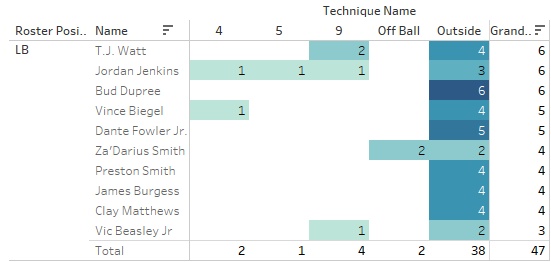 Technique Name
Roster Posi.. Name 4 5 9 Off Ball Outside Grand..
LB T.J. Watt 2 4 6
Jordan Jenkins 1 1 1 3 6
Bud Dupree 6 6
Vince Biegel 1 4 5
Dante Fowler Jr. 5 5
Za'Darius Smith 2 2 4
Preston Smith 4 4
James Burgess 4 4
Clay Matthews 4 4
Vic Beasley Jr 1 2 3
Total 2 1 4 2 38 47